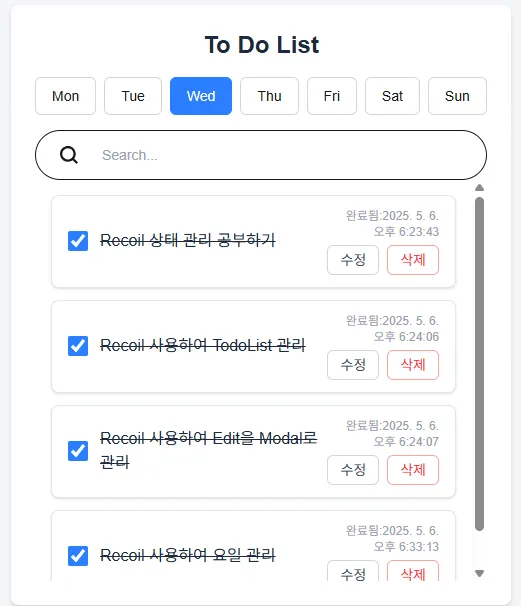 To Do List
Mon Tue Wed Thu Fri Sat Sun
Search...
완료됨:2025. 5. 6.
오후 6:23:43
Recoil 상태 관리 공부하기
수정 삭제
완료됨:2025. 5. 6.
오후 6:24:06
Recoil 사용하여 TodoList 관리
수정 삭제
완료됨:2025. 5. 6.
오후 6:24:07
Recoil 사용하여 Edit을 Modal로
관리
수정 삭제
완료됨:2025. 5. 6.
오후 6:33:13
Recoil 사용하여 요일 관리
수정 삭제